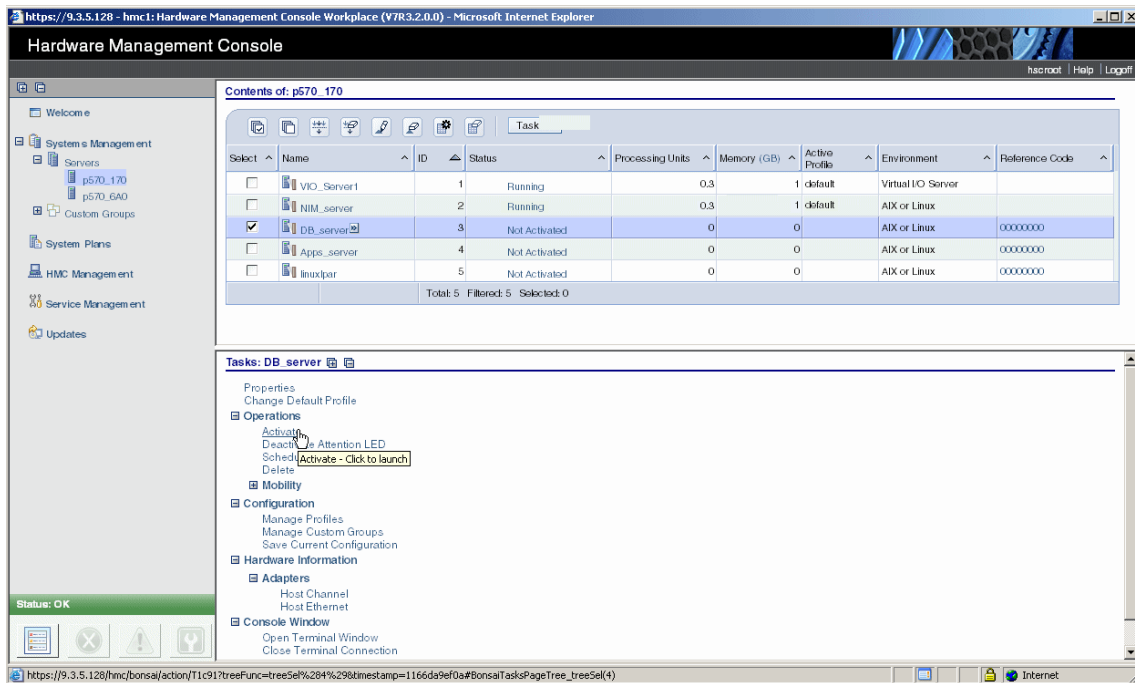 https://9.3.5.128 - hmc1: Hardware Management Console Workplace (V7R3.2.0.0) - Microsoft Internet Explorer
Hardware Management Console
hscroot | Help | Logoff
Welcome
Systems Management
Servers
p570_170
p570_6A0
Custom Groups
System Plans
HMC Management
Service Management
Updates
Status: OK
Contents of: p570_170
Task
Select Name ID Status Processing Units Memory (GB) Active Profile Environment Reference Code
VIO_Server1 1 Running 0.3 1 default Virtual I/O Server
NIM_server 2 Running 0.3 1 default AIX or Linux
DB_server 3 Not Activated 0 0 AIX or Linux 00000000
Apps_server 4 Not Activated 0 0 AIX or Linux 00000000
linuxlpar 5 Not Activated 0 0 AIX or Linux 00000000
Total: 5 Filtered: 5 Selected: 0
Tasks: DB_server
Properties
Change Default Profile
Operations
Activate
Attention LED
Activate - Click to launch
Delete
Mobility
Configuration
Manage Profiles
Manage Custom Groups
Save Current Configuration
Hardware Information
Adapters
Host Channel
Host Ethernet
Console Window
Open Terminal Window
Close Terminal Connection
https://9.3.5.128/hmc/bonsai/action/T1c91?treeFunc=treeSel%284%29&timestamp=1166da9ef0a#BonsaiTasksPageTree_treeSel(4)
Internet